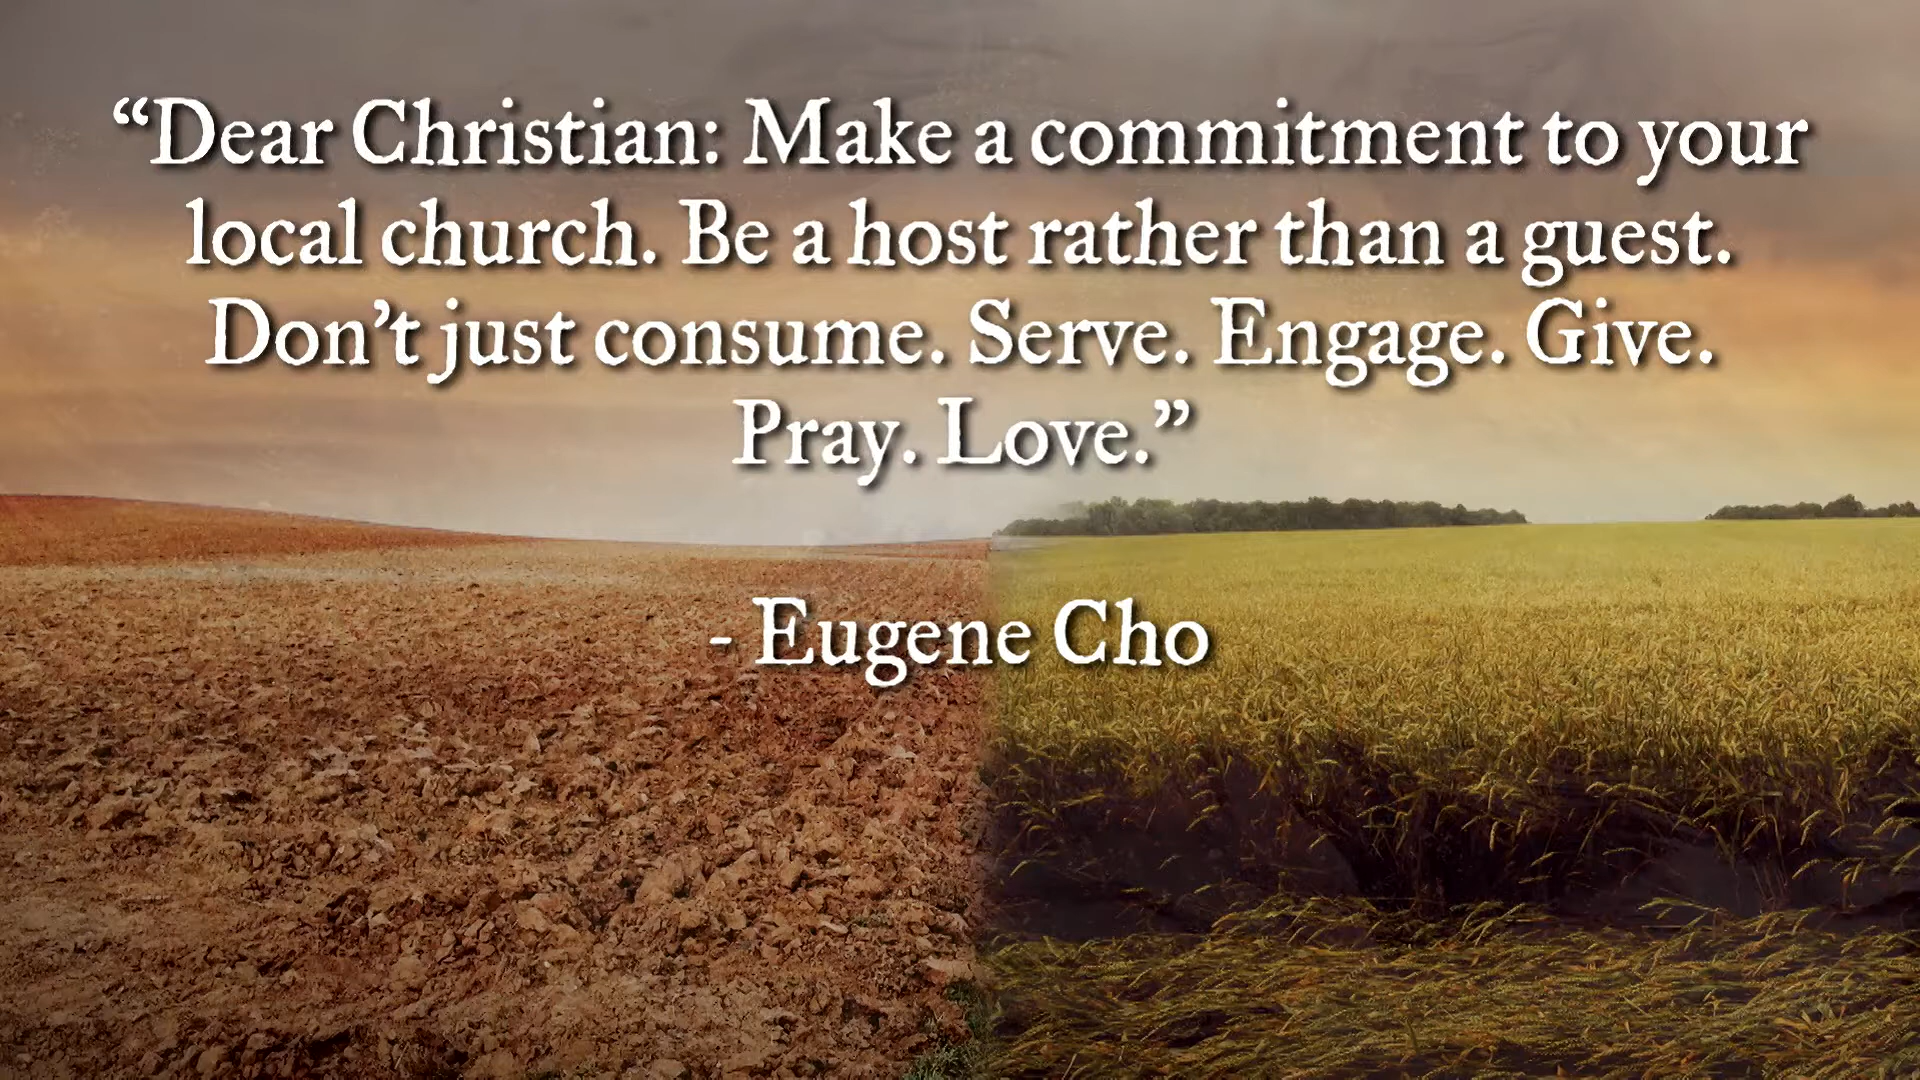 “Dear Christian: Make a commitment to your
local church. Be a host rather than a guest.
Don’t just consume. Serve. Engage. Give.
Pray. Love.”
- Eugene Cho